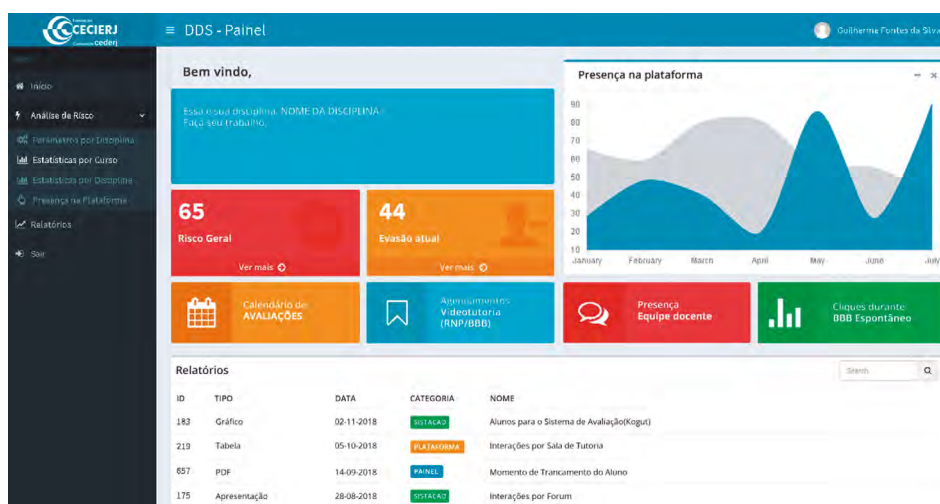 CECIERJ
cederj
≡ DDS - Painel
Guilherme Fontes da Silva
Início
Análise de Risco
Parâmetros por Disciplina
Estatísticas por Curso
Estatísticas por Disciplina
Presença na Plataforma
Relatórios
Sair
Bem vindo,
Essa é sua disciplina: NOME DA DISCIPLINA
Faça seu trabalho.
Presença na plataforma
90
80
70
60
50
40
30
20
10
January February March April May June July
65
Risco Geral
Ver mais
44
Evasão atual
Ver mais
Calendário de
AVALIAÇÕES
Agendamentos
Videotutoria
(RNP/BBB)
Presença
Equipe docente
Cliques durante
BBB Espontâneo
Relatórios
Search
ID TIPO DATA CATEGORIA NOME
183 Gráfico 02-11-2018 SISTACAD Alunos para o Sistema de Avaliação(Kogut)
219 Tabela 05-10-2018 PLATAFORMA Interações por Sala de Tutoria
657 PDF 14-09-2018 PAINEL Momento de Trancamento do Aluno
175 Apresentação 28-08-2018 SISTACAD Interações por Forum